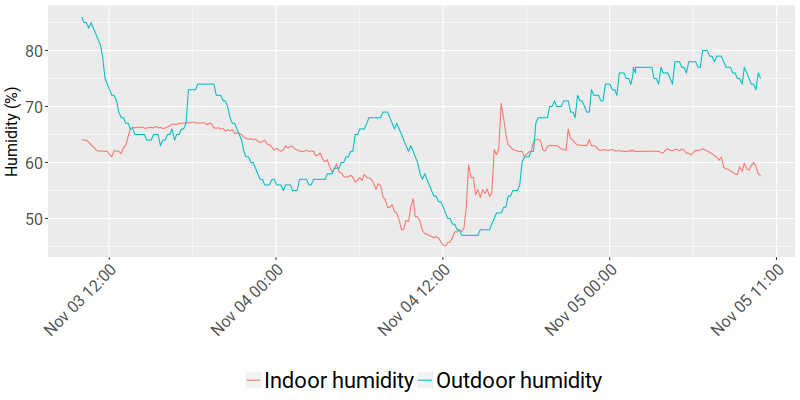 Humidity (%)
80
70
60
50
Nov 03 12:00
Nov 04 00:00
Nov 04 12:00
Nov 05 00:00
Nov 05 11:00
Indoor humidity
Outdoor humidity